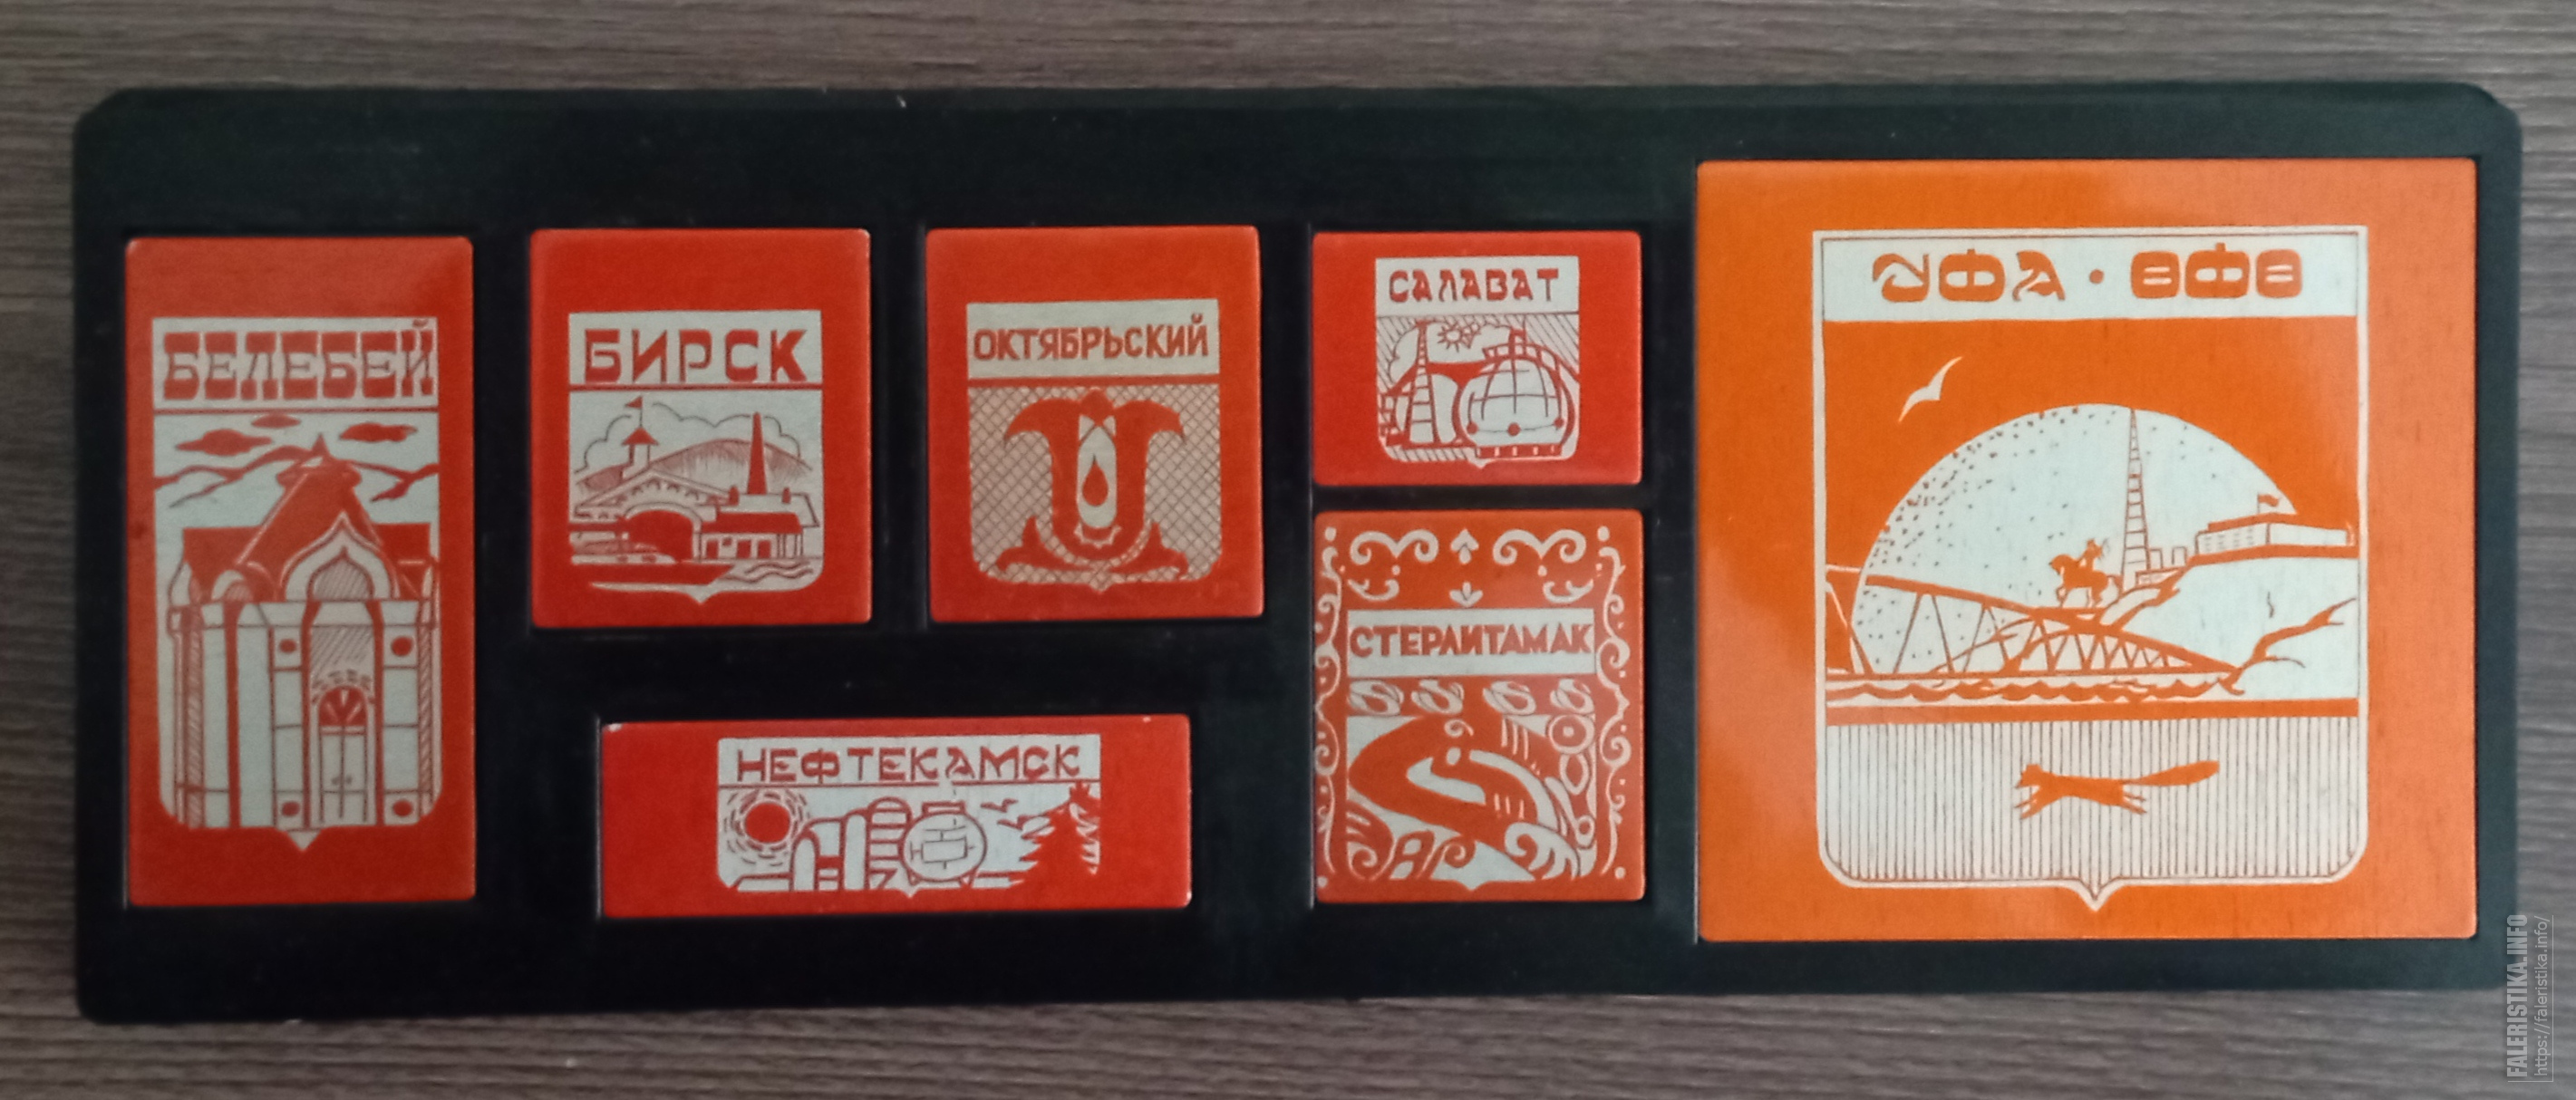 БЕЛЕБЕЙ
БИРСК
ОКТЯБРЬСКИЙ
САЛАВАТ
СТЕРЛИТАМАК
НЕФТЕКАМСК
УФА • ӨФӨ
FALERISTIKA.INFO
https://faleristika.info/